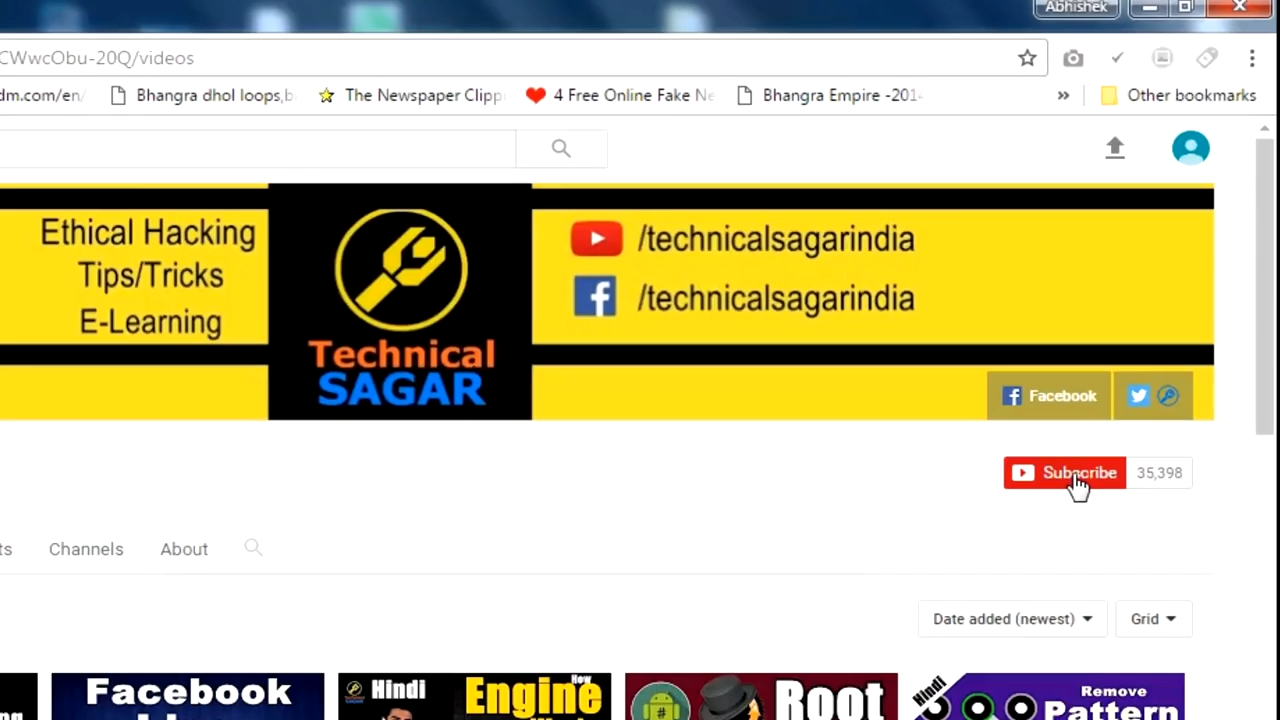 Abhishek
CWwcObu-20Q/videos
dm.com/en/
Bhangra dhol loops,b
The Newspaper Clipp
4 Free Online Fake Ne
Bhangra Empire -201
»
Other bookmarks
Ethical Hacking
Tips/Tricks
E-Learning
Technical
SAGAR
/technicalsagarindia
/technicalsagarindia
Facebook
Subscribe 35,398
ts Channels About
Date added (newest) Grid
Facebook
Hindi
How
Engine
Root
Hindi
Remove
Pattern